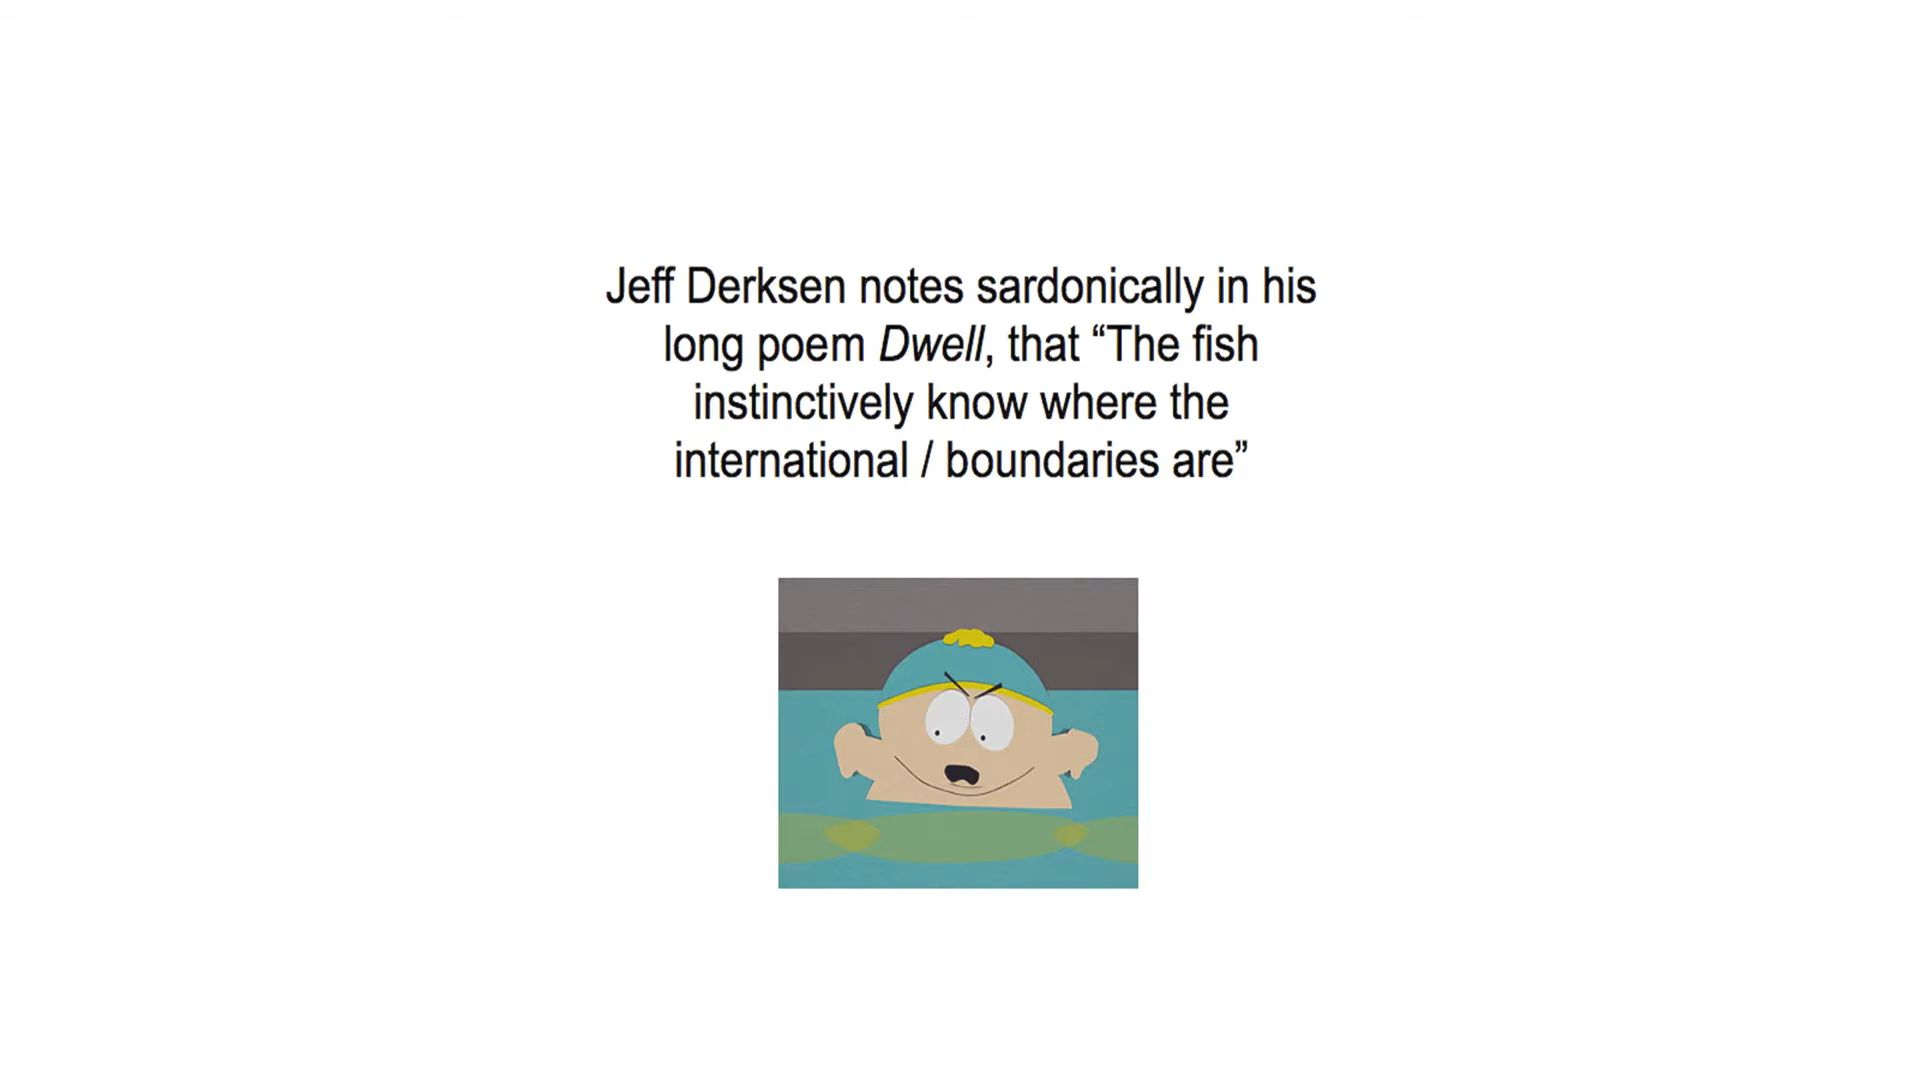 Jeff Derksen notes sardonically in his
long poem Dwell, that “The fish
instinctively know where the
international / boundaries are”